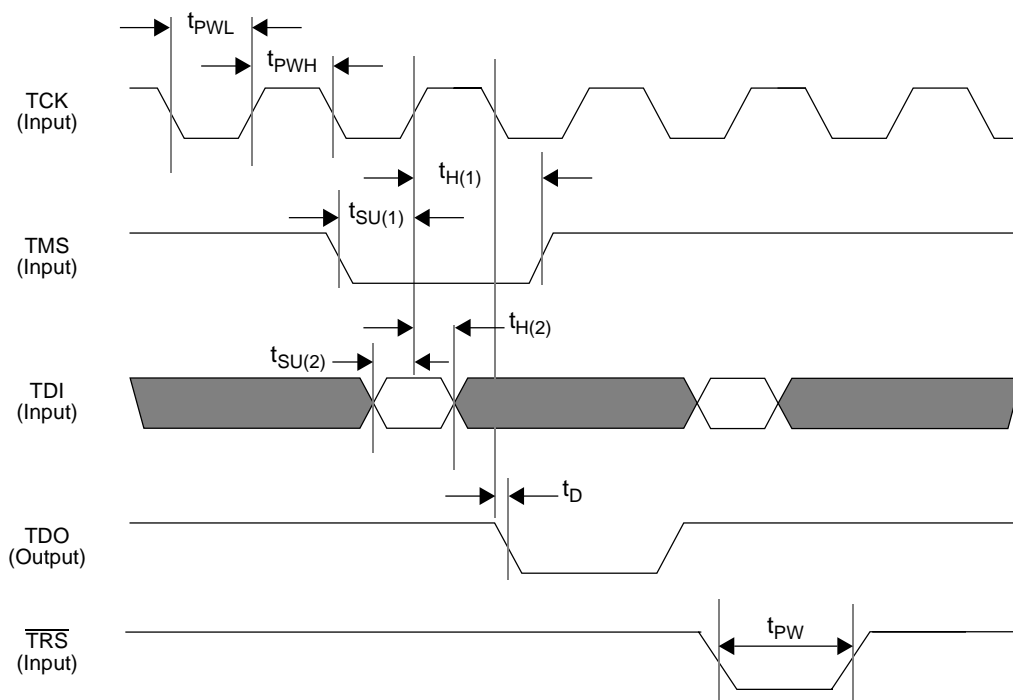 tPWL
tPWH
TCK
(Input)
tH(1)
tSU(1)
TMS
(Input)
tH(2)
tSU(2)
TDI
(Input)
tD
TDO
(Output)
TRS
(Input)
tPW